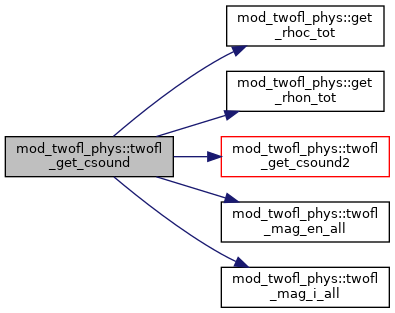 mod_twofl_phys::get
_rhoc_tot
mod_twofl_phys::get
_rhon_tot
mod_twofl_phys::twofl
_get_csound
mod_twofl_phys::twofl
_get_csound2
mod_twofl_phys::twofl
_mag_en_all
mod_twofl_phys::twofl
_mag_i_all